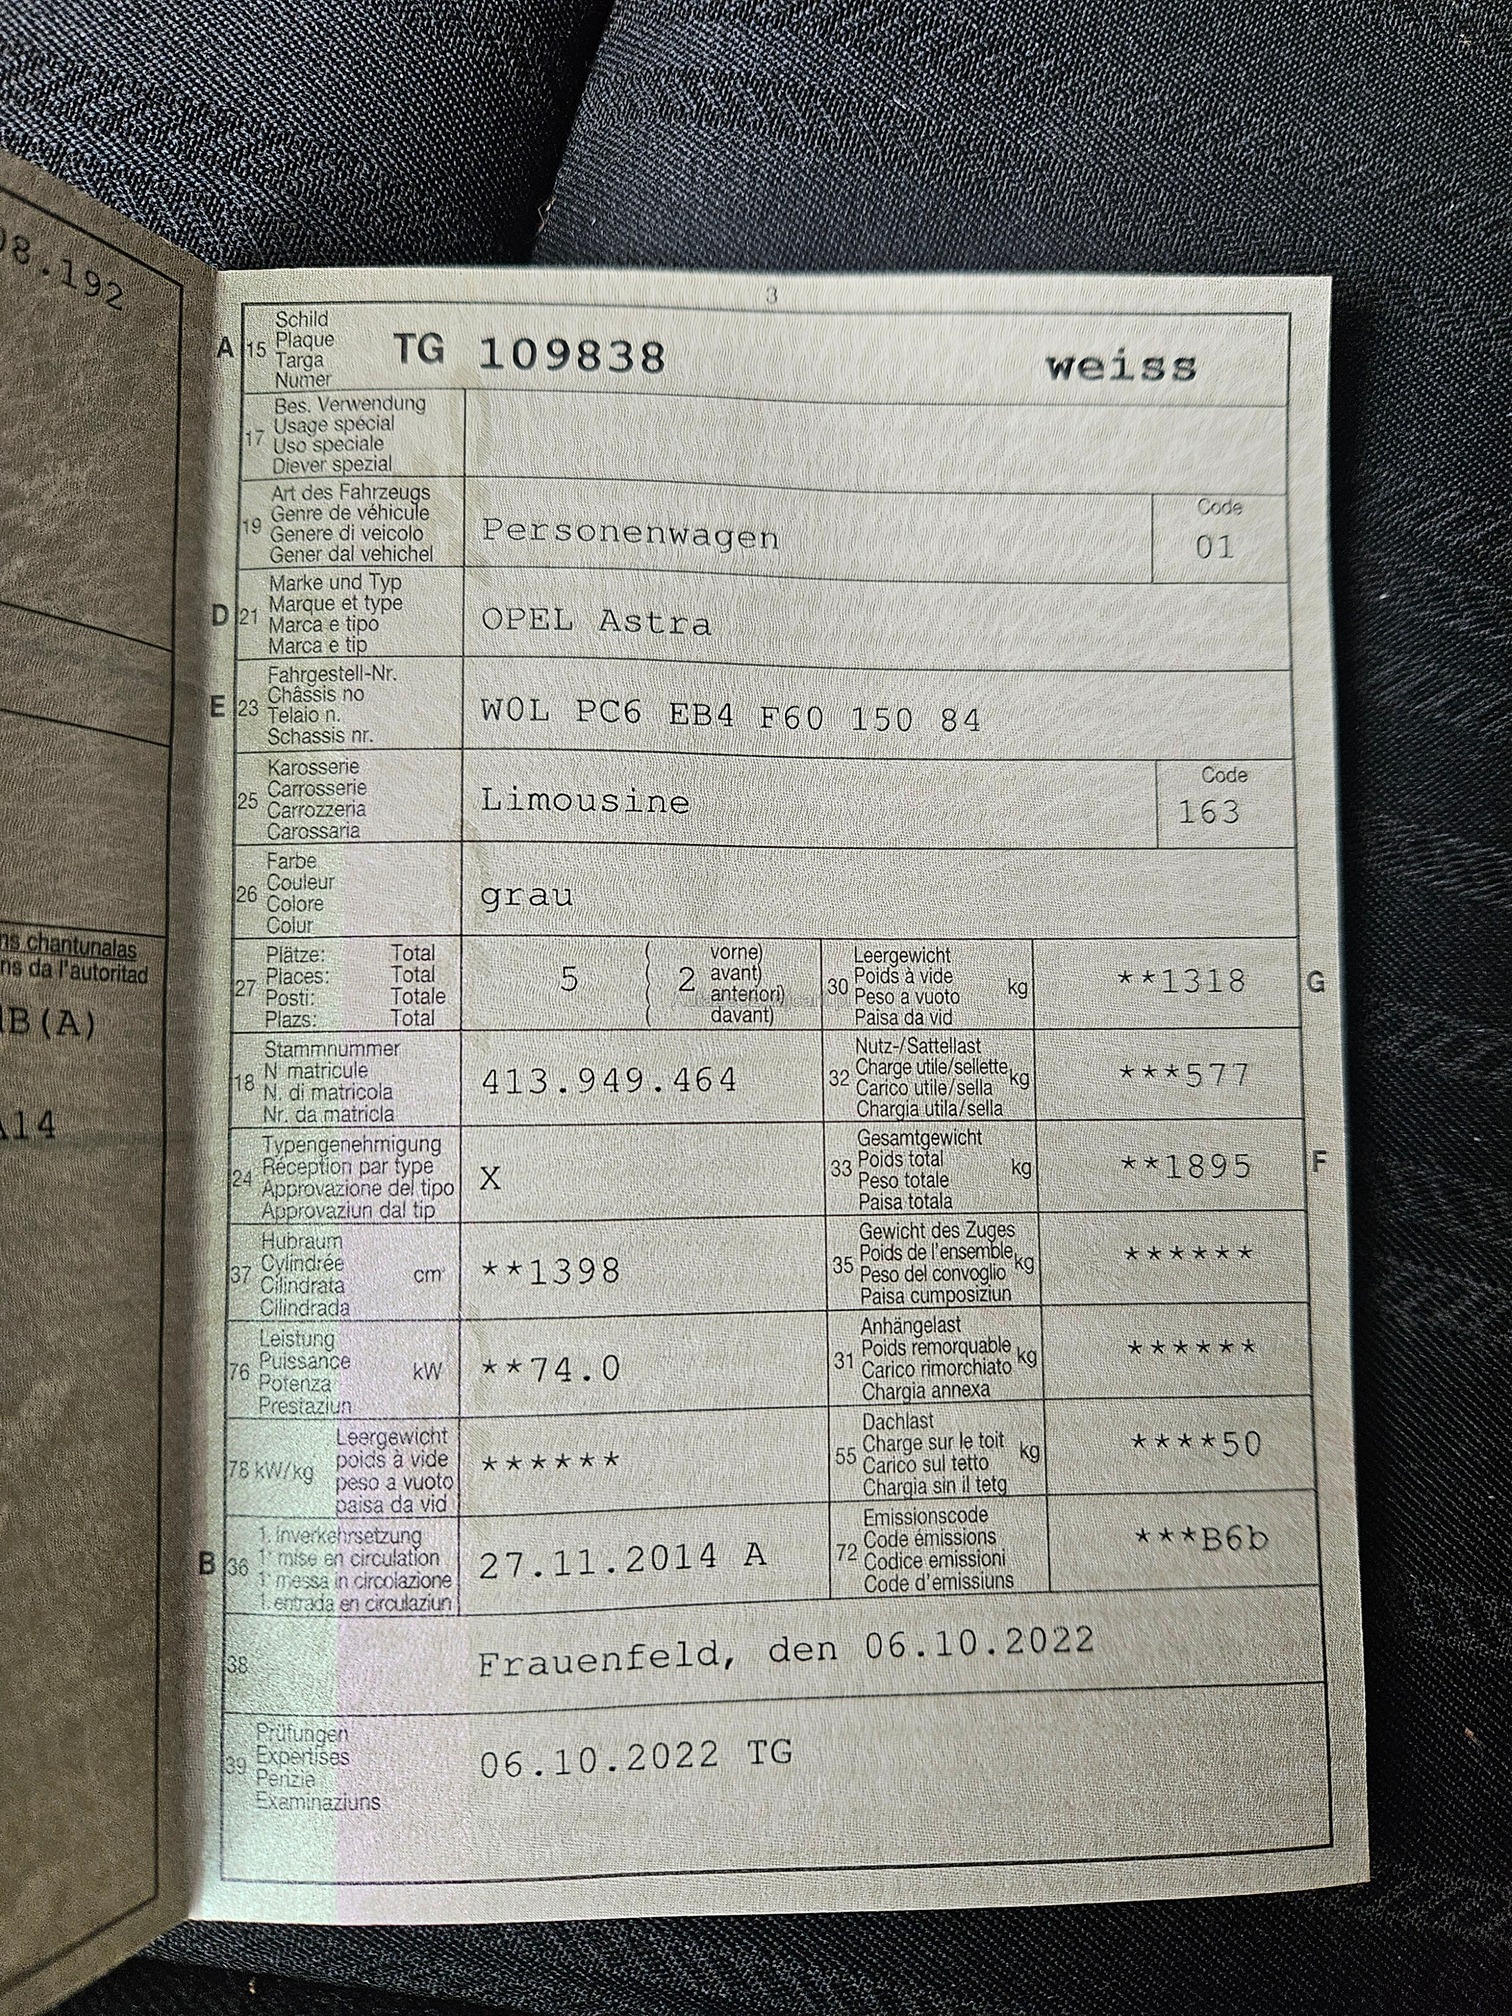 08.192
ns chantunalas
ns da l'autoritad
B(A)
A14
3
A 15 Schild
Plaque
Targa
Numer
TG 109838 weiss
17 Bes. Verwendung
Usage spécial
Uso speciale
Diever spezial
19 Art des Fahrzeugs
Genre de véhicule
Genere di veicolo
Gener dal vehichel
Personenwagen
Code
01
D 21 Marke und Typ
Marque et type
Marca e tipo
Marca e tip
OPEL Astra
E 23 Fahrgestell-Nr.
Châssis no
Telaio n.
Schassis nr.
W0L PC6 EB4 F60 150 84
25 Karosserie
Carrosserie
Carrozzeria
Carossaria
Limousine
Code
163
26 Farbe
Couleur
Colore
Colur
grau
27 Plätze: Total
Places: Total
Posti: Totale
Plazs: Total
5 ( 2 vorne)
avant)
anteriori)
davant)
30 Leergewicht
Poids à vide
Peso a vuoto
Paisa da vid
kg
**1318 G
18 Stammnummer
N matricule
N. di matricola
Nr. da matricla
413.949.464
32 Nutz-/Sattellast
Charge utile/sellette
Carico utile/sella
Chargia utila/sella
kg
***577
24 Typengenehmigung
Réception par type
Approvazione del tipo
Approvaziun dal tip
X
33 Gesamtgewicht
Poids total
Peso totale
Paisa totala
kg
**1895 F
37 Hubraum
Cylindrée
Cilindrata
Cilindrada
cm³
**1398
35 Gewicht des Zuges
Poids de l'ensemble
Peso del convoglio
Paisa cumposiziun
kg
******
76 Leistung
Puissance
Potenza
Prestaziun
kW
**74.0
31 Anhängelast
Poids remorquable
Carico rimorchiato
Chargia annexa
kg
******
78 kW/kg Leergewicht
poids à vide
peso a vuoto
paisa da vid
******
55 Dachlast
Charge sur le toit
Carico sul tetto
Chargia sin il tetg
kg
****50
B 36 1. Inverkehrsetzung
1' mise en circulation
1' messa in circolazione
1. entrada en circulaziun
27.11.2014 A
72 Emissionscode
Code émissions
Codice emissioni
Code d'emissiuns
***B6b
38
Frauenfeld, den 06.10.2022
39 Prüfungen
Expertises
Perizie
Examinaziuns
06.10.2022 TG